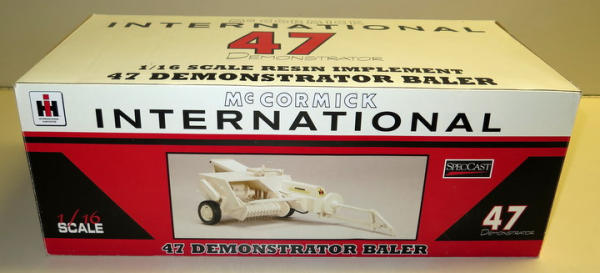 McCORMICK
INTERNATIONAL
47
DEMONSTRATOR
1/16 SCALE RESIN IMPLEMENT
47 DEMONSTRATOR BALER
IH
McCORMICK
INTERNATIONAL
SPECCAST
1/16
SCALE
47
DEMONSTRATOR
47 DEMONSTRATOR BALER